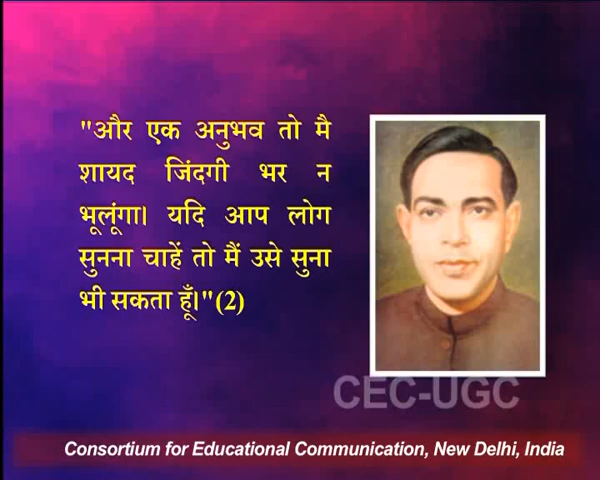 "और एक अनुभव तो मै
शायद जिंदगी भर न
भूलूंगा। यदि आप लोग
सुनना चाहें तो मैं उसे सुना
भी सकता हूँ।"(2)
CEC-UGC
Consortium for Educational Communication, New Delhi, India